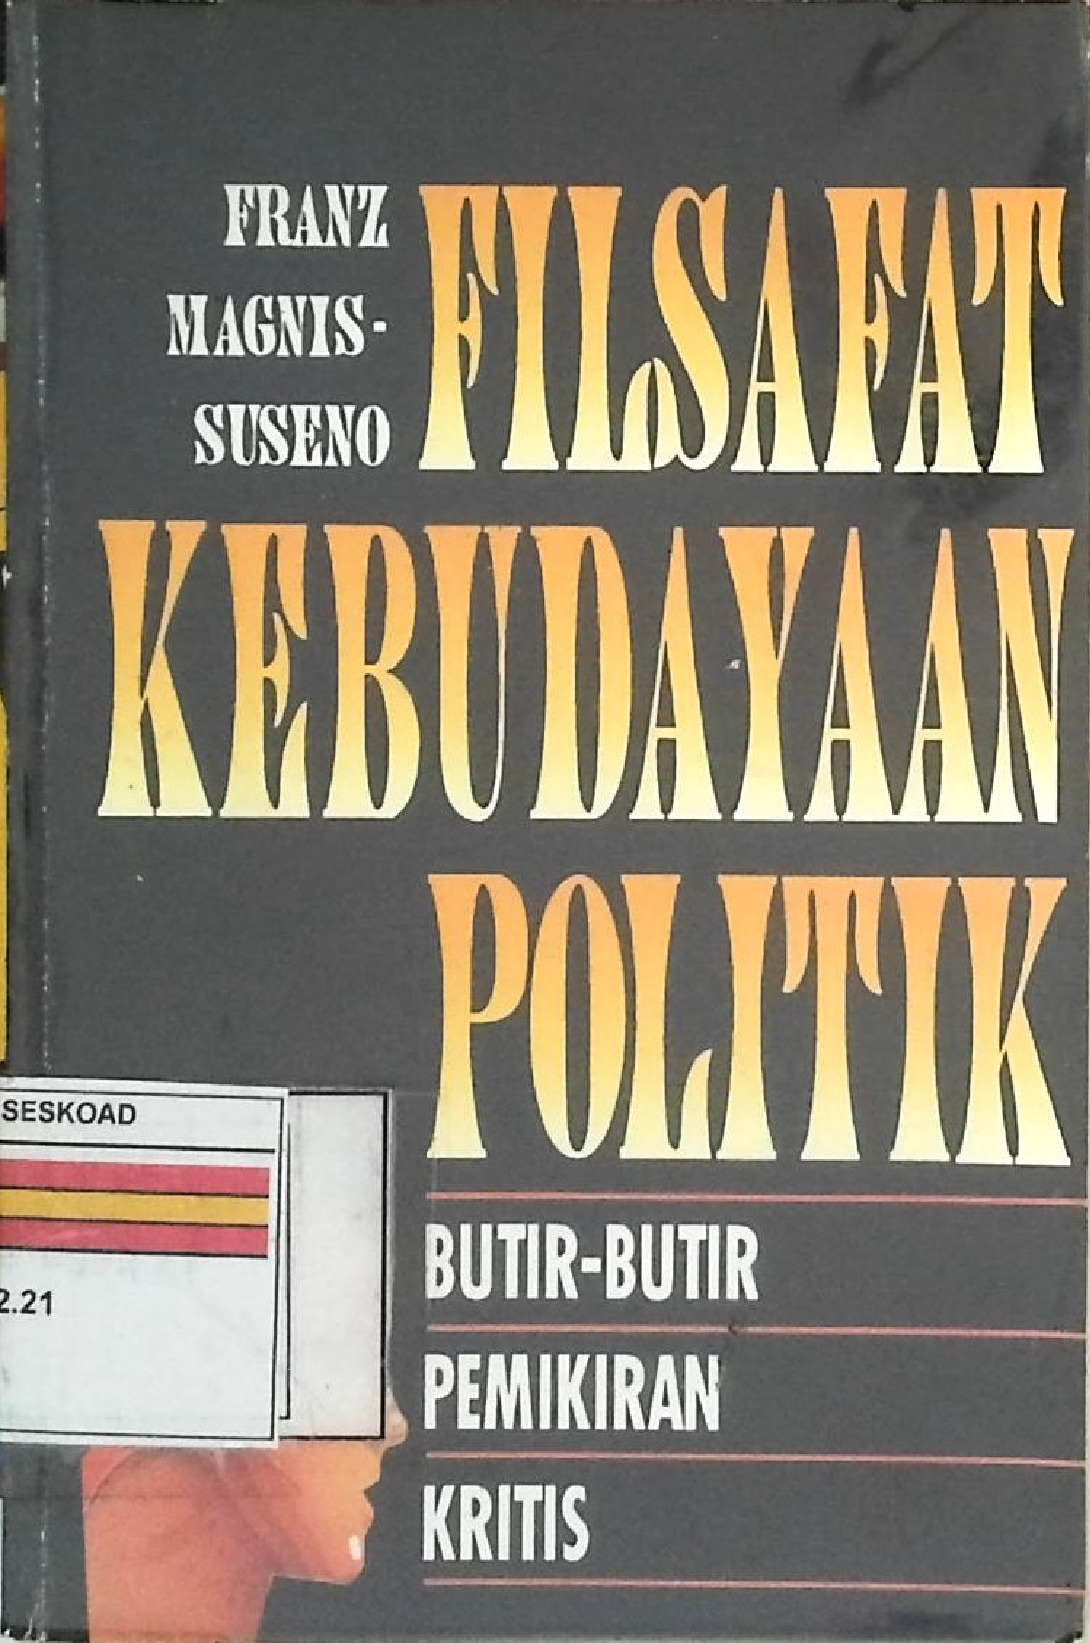 FRANZ
MAGNIS-
SUSENO
FILSAFAT
KEBUDAYAAN
POLITIK
SESKOAD
2.21
BUTIR-BUTIR
PEMIKIRAN
KRITIS